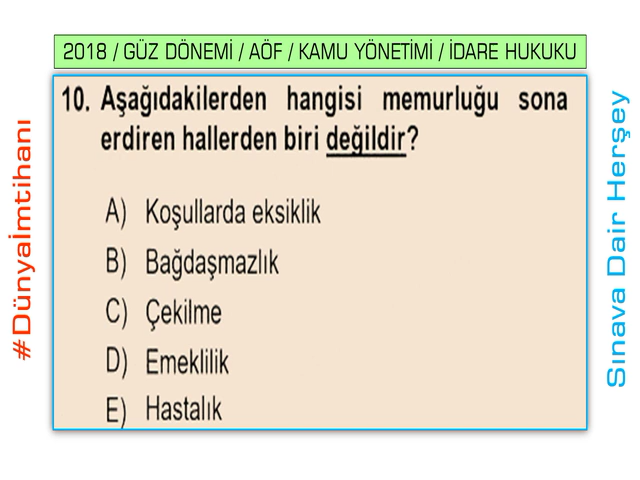 2018 / GÜZ DÖNEMİ / AÖF / KAMU YÖNETİMİ / İDARE HUKUKU
#Dünyaİmtihanı
10. Aşağıdakilerden hangisi memurluğu sona
erdiren hallerden biri değildir?
A) Koşullarda eksiklik
B) Bağdaşmazlık
C) Çekilme
D) Emeklilik
E) Hastalık
Sınava Dair Herşey